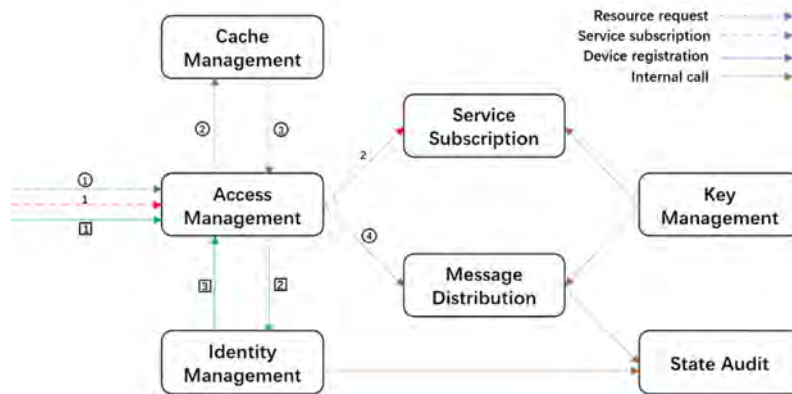 Resource request
Service subscription
Device registration
Internal call
Cache
Management
Service
Subscription
②
③
2
①
1
1
Access
Management
Key
Management
④
3
2
Message
Distribution
Identity
Management
State Audit